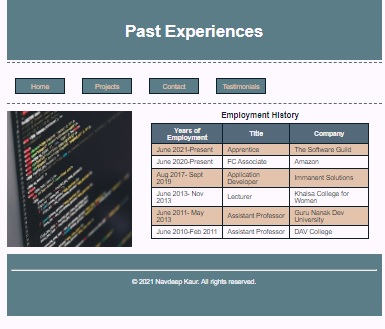 Past Experiences
Home
Projects
Contact
Testimonials
Employment History
Years of Employment Title Company
June 2021-Present Apprentice The Software Guild
June 2020-Present FC Associate Amazon
Aug 2017- Sept 2019 Application Developer Immanent Solutions
June 2013- Nov 2013 Lecturer Khalsa College for Women
June 2011- May 2013 Assistant Professor Guru Nanak Dev University
June 2010-Feb 2011 Assistant Professor DAV College
© 2021 Navdeep Kaur. All rights reserved.